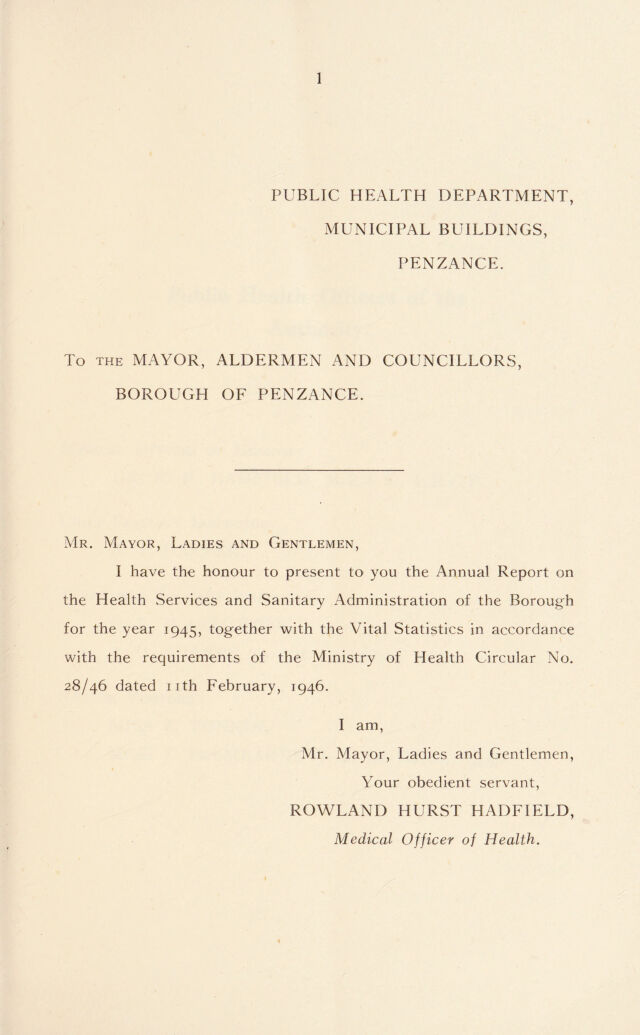 1
PUBLIC HEALTH DEPARTMENT,
MUNICIPAL BUILDINGS,
PENZANCE.
To THE MAYOR, ALDERMEN AND COUNCILLORS,
BOROUGH OF PENZANCE.
Mr. Mayor, Ladies and Gentlemen,
I have the honour to present to you the Annual Report on
the Health Services and Sanitary Administration of the Borough
for the year 1945, together with the Vital Statistics in accordance
with the requirements of the Ministry of Health Circular No.
28/46 dated 11th February, 1946.
I am,
Mr. Mayor, Ladies and Gentlemen,
Your obedient servant,
ROWLAND HURST HADFIELD,
Medical Officer of Health.